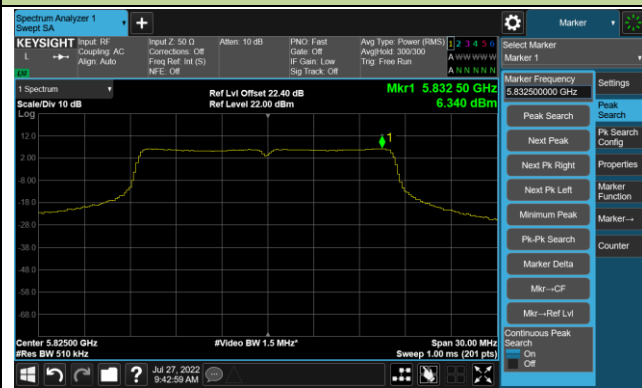 Spectrum Analyzer 1
Swept SA
Marker
KEYSIGHT
L
Input: RF
Coupling: AC
Align: Auto
Input Z: 50 Ω
Corrections: Off
Freq Ref: Int (S)
NFE: Off
Atten: 10 dB
PNO: Fast
Gate: Off
IF Gain: Low
Sig Track: Off
Avg Type: Power (RMS)
Avg|Hold: 300/300
Trig: Free Run
1 2 3 4 5 6
A W W W W W
A N N N N N
Select Marker
Marker 1
Marker Frequency
5.832500000 GHz
Peak Search
Next Peak
Next Pk Right
Next Pk Left
Minimum Peak
Pk-Pk Search
Marker Delta
Mkr→CF
Mkr→Ref Lvl
Continuous Peak
Search
On
Off
Settings
Peak
Search
Pk Search
Config
Properties
Marker
Function
Marker→
Counter
1 Spectrum
Scale/Div 10 dB
Log
Ref Lvl Offset 22.40 dB
Ref Level 22.00 dBm
Mkr1 5.832 50 GHz
6.340 dBm
12.0
2.00
-8.00
-18.0
-28.0
-38.0
-48.0
-58.0
-68.0
1
Center 5.82500 GHz
#Res BW 510 kHz
#Video BW 1.5 MHz*
Span 30.00 MHz
Sweep 1.00 ms (201 pts)
?
Jul 27, 2022
9:42:59 AM